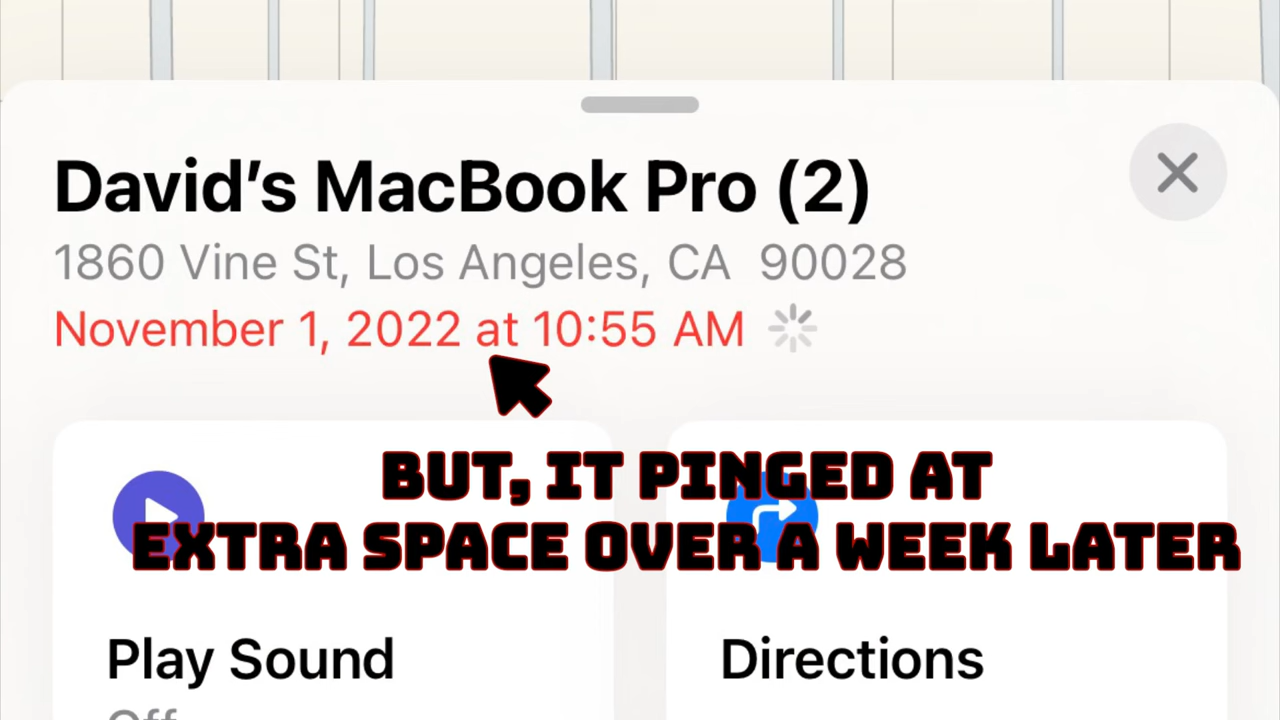 David's MacBook Pro (2)
1860 Vine St, Los Angeles, CA 90028
November 1, 2022 at 10:55 AM
BUT, IT PINGED AT
EXTRA SPACE OVER A WEEK LATER
Play Sound
Directions
Off